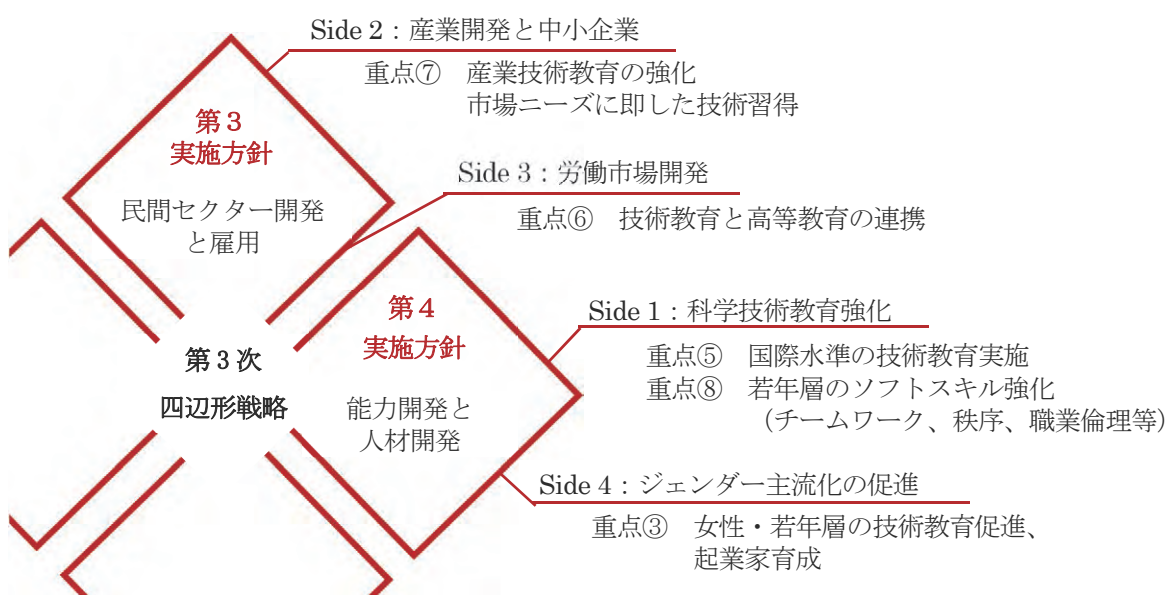 Side 2：産業開発と中小企業
重点⑦　産業技術教育の強化
市場ニーズに即した技術習得
第３
実施方針
民間セクター開発
と雇用
Side 3：労働市場開発
重点⑥　技術教育と高等教育の連携
第４
実施方針
能力開発と
人材開発
Side 1：科学技術教育強化
重点⑤　国際水準の技術教育実施
重点⑧　若年層のソフトスキル強化
（チームワーク、秩序、職業倫理等）
第３次
四辺形戦略
Side 4：ジェンダー主流化の促進
重点③　女性・若年層の技術教育促進、
起業家育成